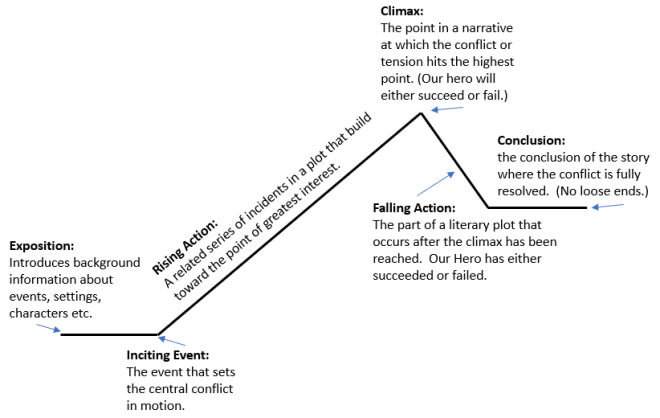 Exposition:
Introduces background
information about
events, settings,
characters etc.
Inciting Event:
The event that sets
the central conflict
in motion.
Rising Action:
A related series of incidents in a plot that build
toward the point of greatest interest.
Climax:
The point in a narrative
at which the conflict or
tension hits the highest
point. (Our hero will
either succeed or fail.)
Falling Action:
The part of a literary plot that
occurs after the climax has been
reached. Our Hero has either
succeeded or failed.
Conclusion:
the conclusion of the story
where the conflict is fully
resolved. (No loose ends.)